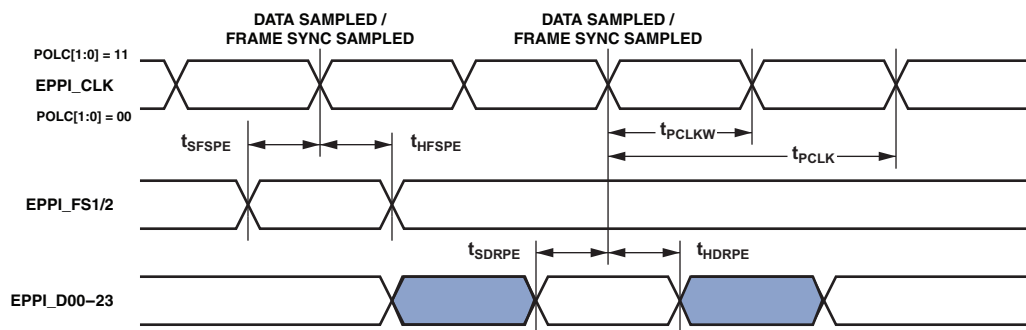 DATA SAMPLED /
FRAME SYNC SAMPLED
DATA SAMPLED /
FRAME SYNC SAMPLED
POLC[1:0] = 11
EPPI_CLK
POLC[1:0] = 00
tPCLKW
tSFSPE
tHFSPE
tPCLK
EPPI_FS1/2
tSDRPE
tHDRPE
EPPI_D00–23